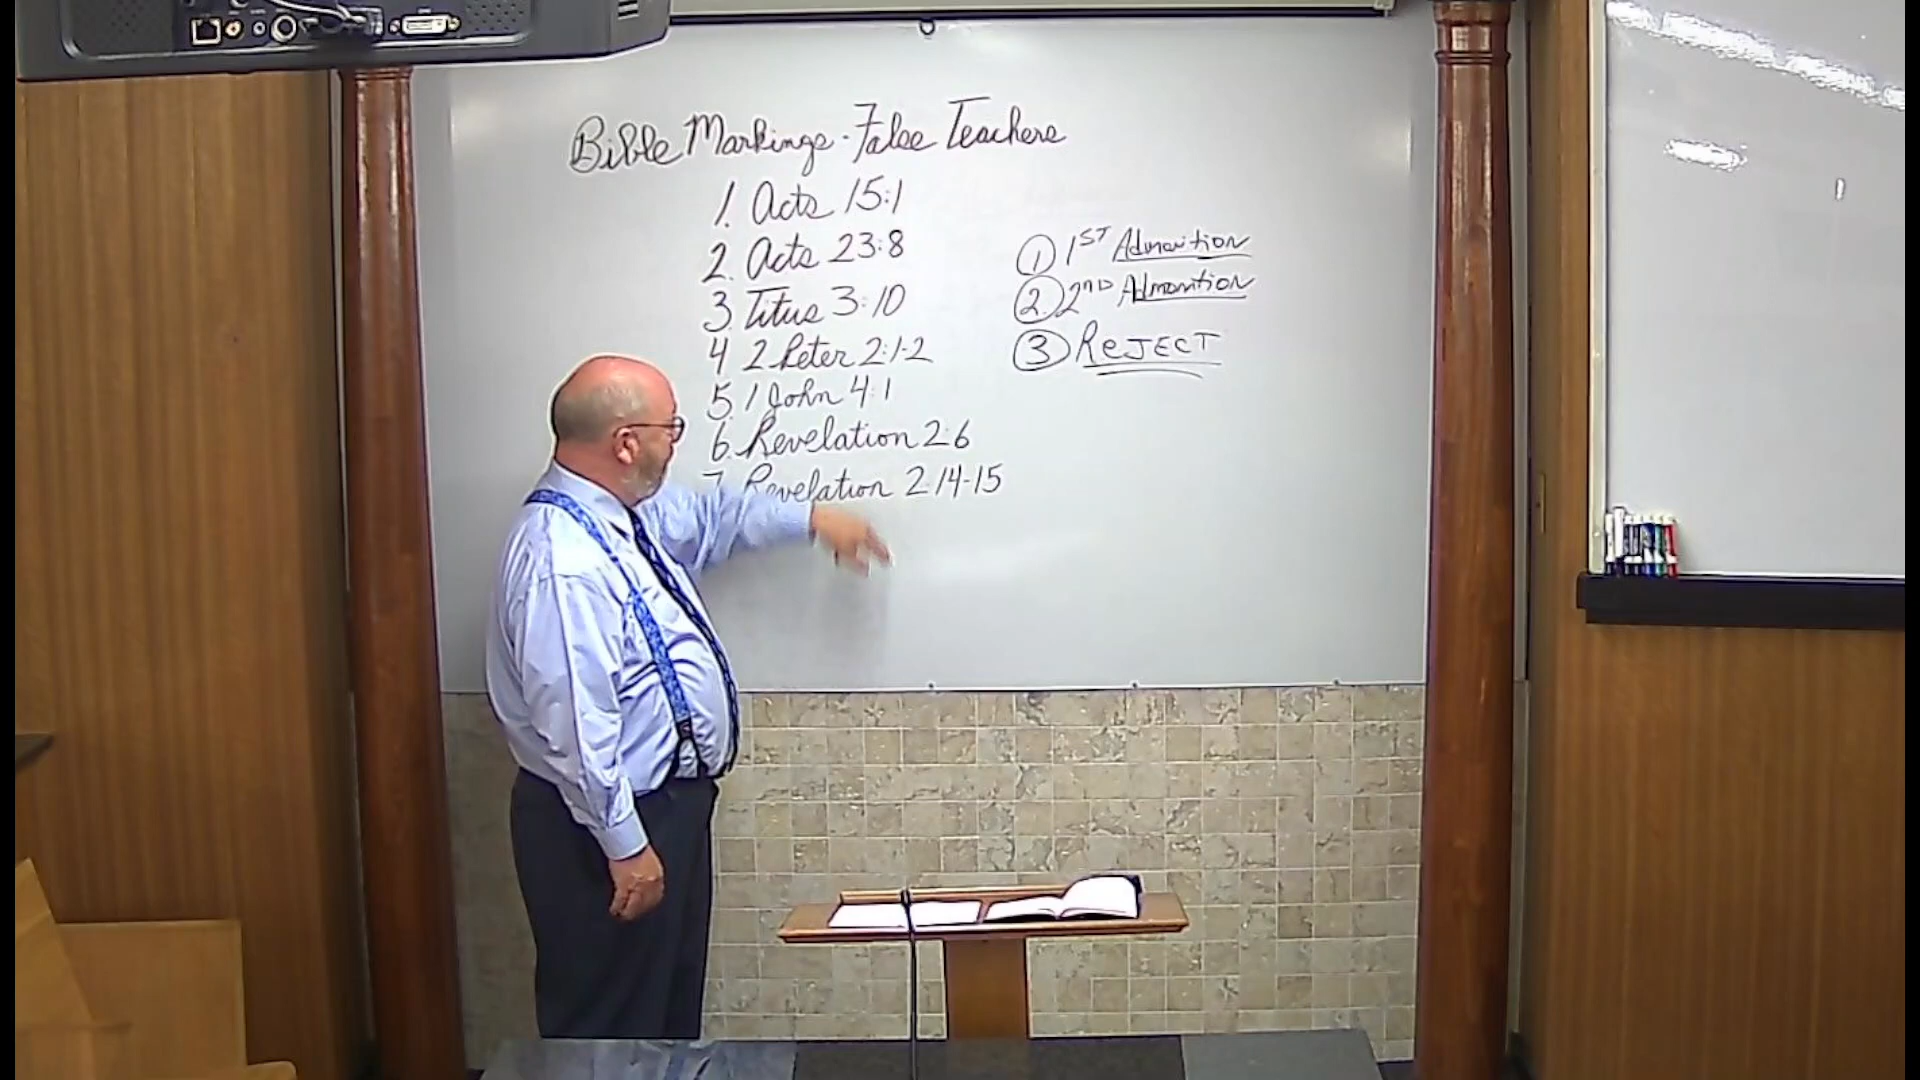 Bible Markings - False Teachers
1. Acts 15:1
2. Acts 23:8
3. Titus 3:10
4 2 Peter 2:1-2
5. 1 John 4:1
6. Revelation 2:6
7. Revelation 2:14-15
① 1ST Admonition
② 2ND Admonition
③ REJECT